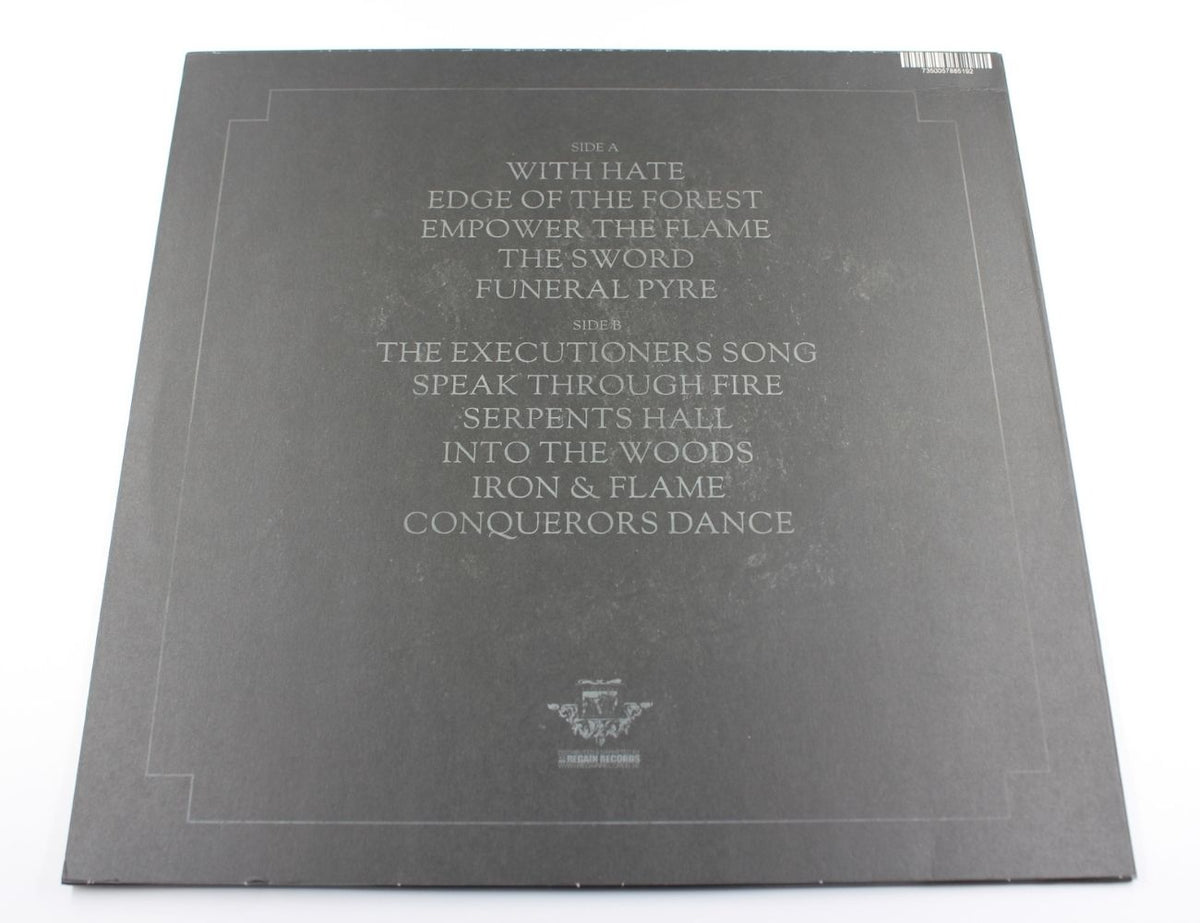 7350057885192
SIDE A
WITH HATE
EDGE OF THE FOREST
EMPOWER THE FLAME
THE SWORD
FUNERAL PYRE
SIDE B
THE EXECUTIONERS SONG
SPEAK THROUGH FIRE
SERPENTS HALL
INTO THE WOODS
IRON & FLAME
CONQUERORS DANCE
REGAIN RECORDS